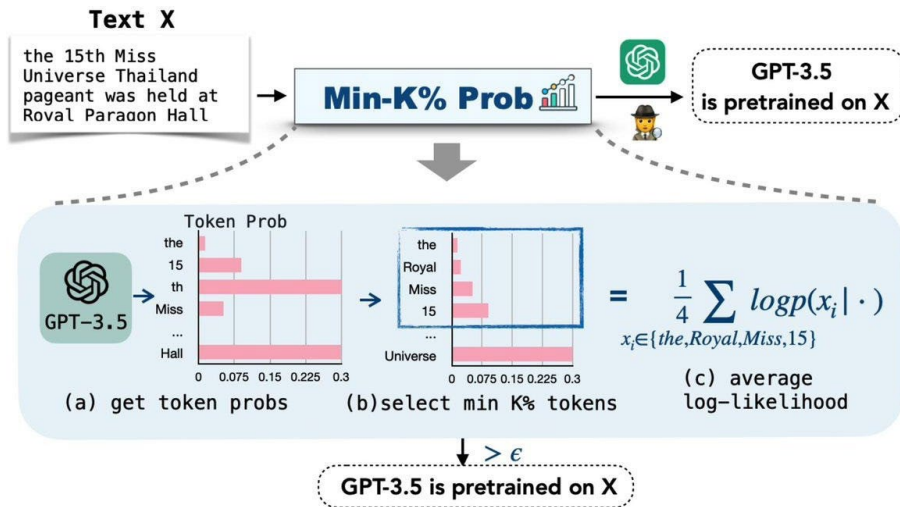 Text X
the 15th Miss
Universe Thailand
pageant was held at
Royal Paragon Hall
Min-K% Prob
GPT-3.5
is pretrained on X
Token Prob
the
15
th
Miss
...
Hall
0 0.075 0.15 0.225 0.3
(a) get token probs
GPT-3.5
the
Royal
Miss
15
...
Universe
0 0.075 0.15 0.225 0.3
(b)select min K% tokens
= 1/4 ∑ logp(x_i| · )
x_i∈{the,Royal,Miss,15}
(c) average
log-likelihood
> ϵ
GPT-3.5 is pretrained on X